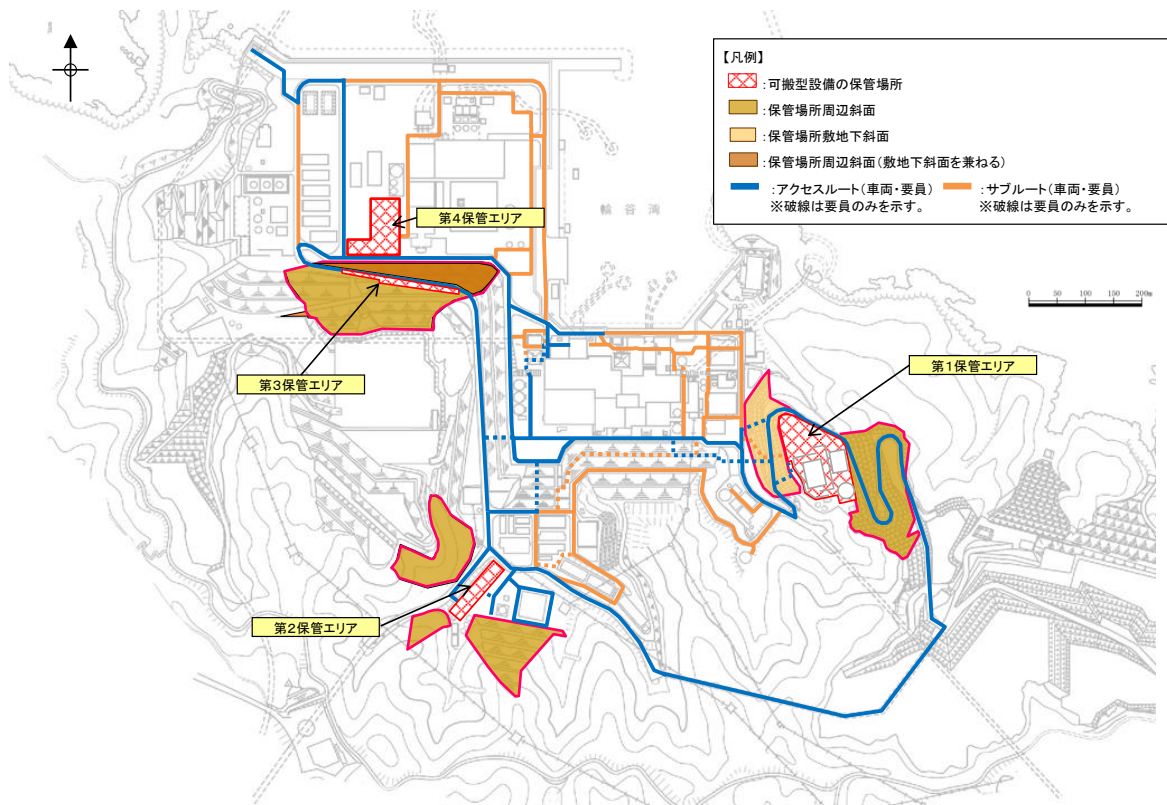 【凡例】
：可搬型設備の保管場所
：保管場所周辺斜面
：保管場所敷地下斜面
：保管場所周辺斜面（敷地下斜面を兼ねる）
：アクセスルート（車両・要員）
※破線は要員のみを示す。
：サブルート（車両・要員）
※破線は要員のみを示す。
第4保管エリア
輪谷湾
0 50 100 150 200m
第3保管エリア
第1保管エリア
第2保管エリア